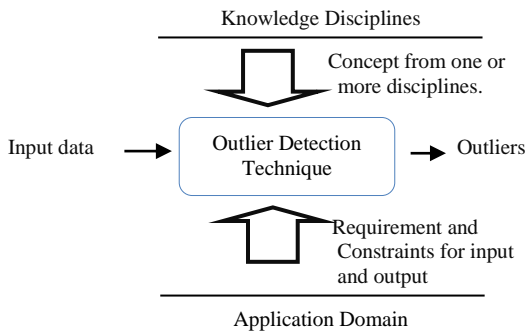 Knowledge Disciplines
Concept from one or
more disciplines.
Input data
Outlier Detection
Technique
Outliers
Requirement and
Constraints for input
and output
Application Domain